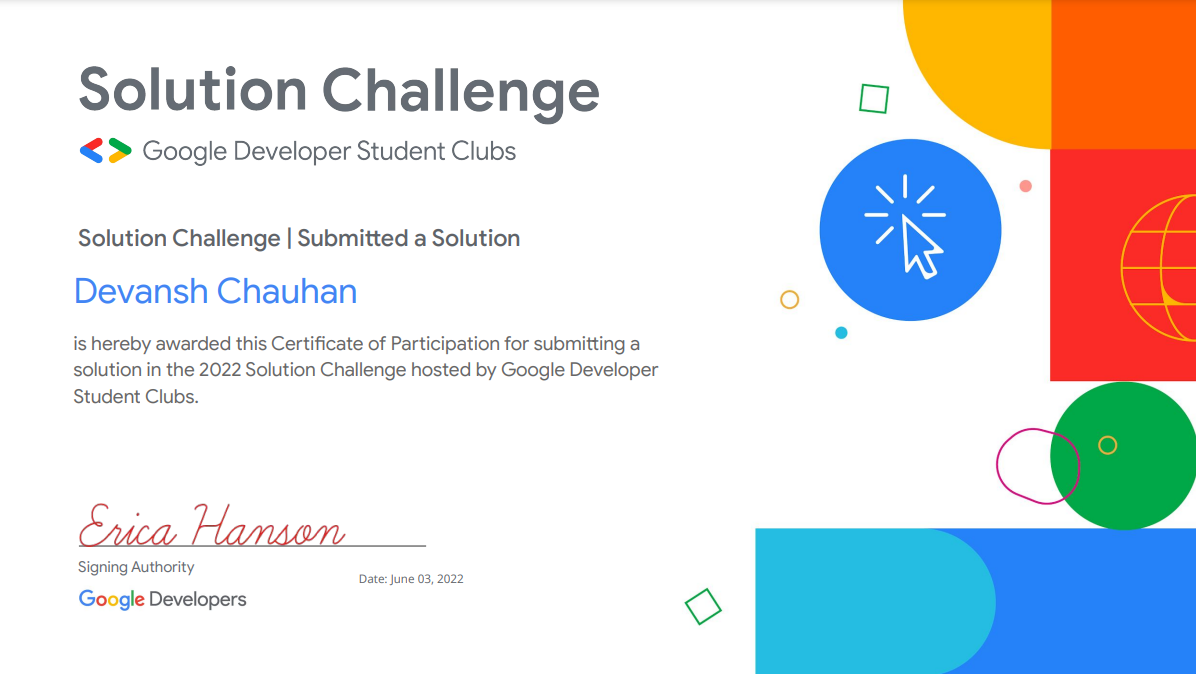 Solution Challenge
Google Developer Student Clubs
Solution Challenge | Submitted a Solution
Devansh Chauhan
is hereby awarded this Certificate of Participation for submitting a
solution in the 2022 Solution Challenge hosted by Google Developer
Student Clubs.
Erica Hanson
Signing Authority
Date: June 03, 2022
Google Developers